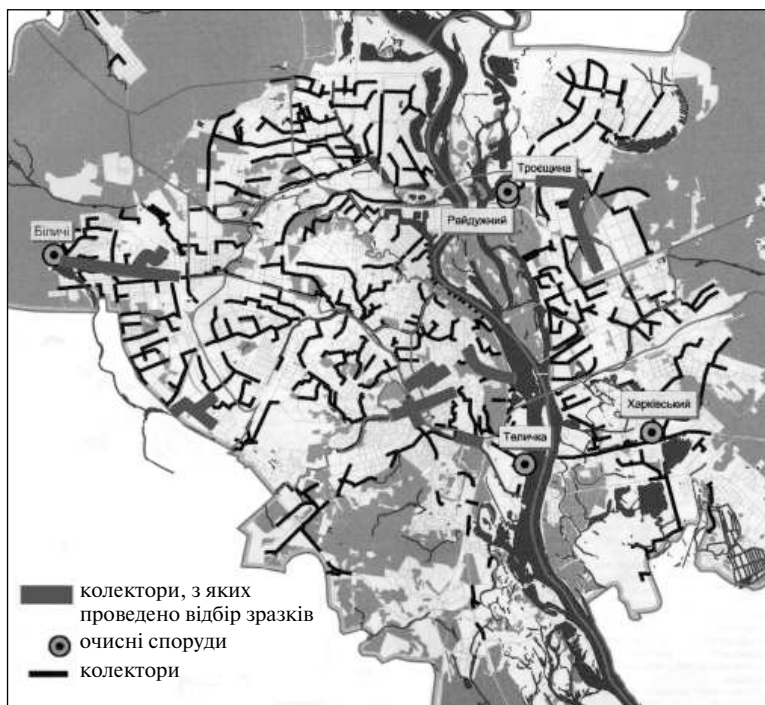 Троєщина
Райдужний
Біличі
Харківський
Теличка
колектори, з яких
проведено відбір зразків
очисні споруди
колектори